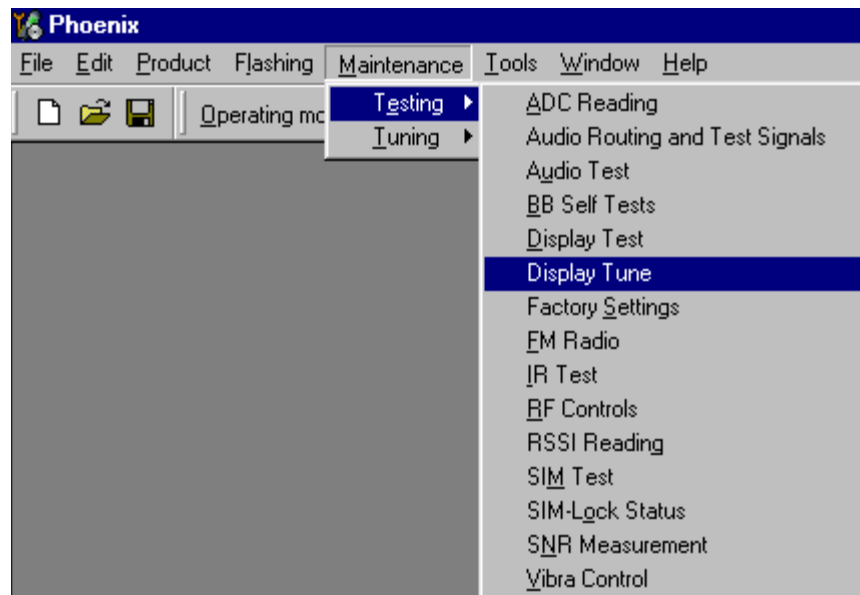 Phoenix
File Edit Product Flashing Maintenance Tools Window Help
Operating mo
Testing
Tuning
ADC Reading
Audio Routing and Test Signals
Audio Test
BB Self Tests
Display Test
Display Tune
Factory Settings
FM Radio
IR Test
RF Controls
RSSI Reading
SIM Test
SIM-Lock Status
SNR Measurement
Vibra Control